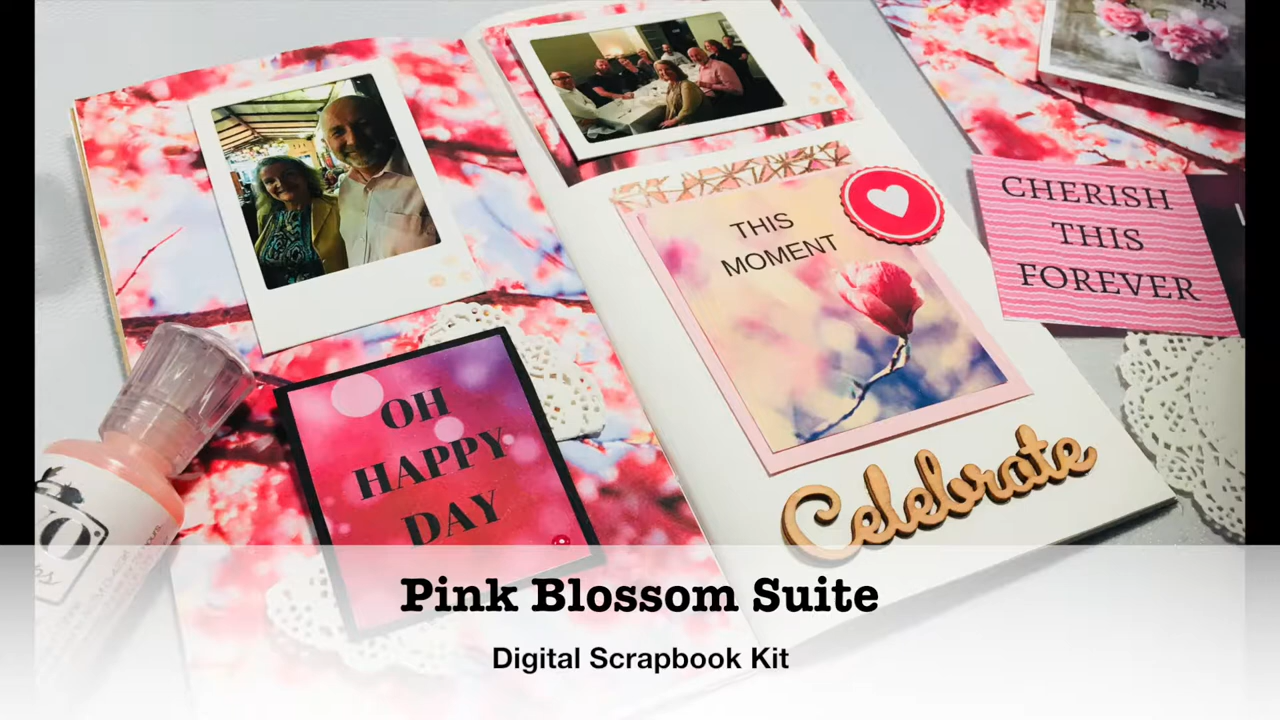 THIS
MOMENT
CHERISH
THIS
FOREVER
OH
HAPPY
DAY
Celebrate
Pink Blossom Suite
Digital Scrapbook Kit